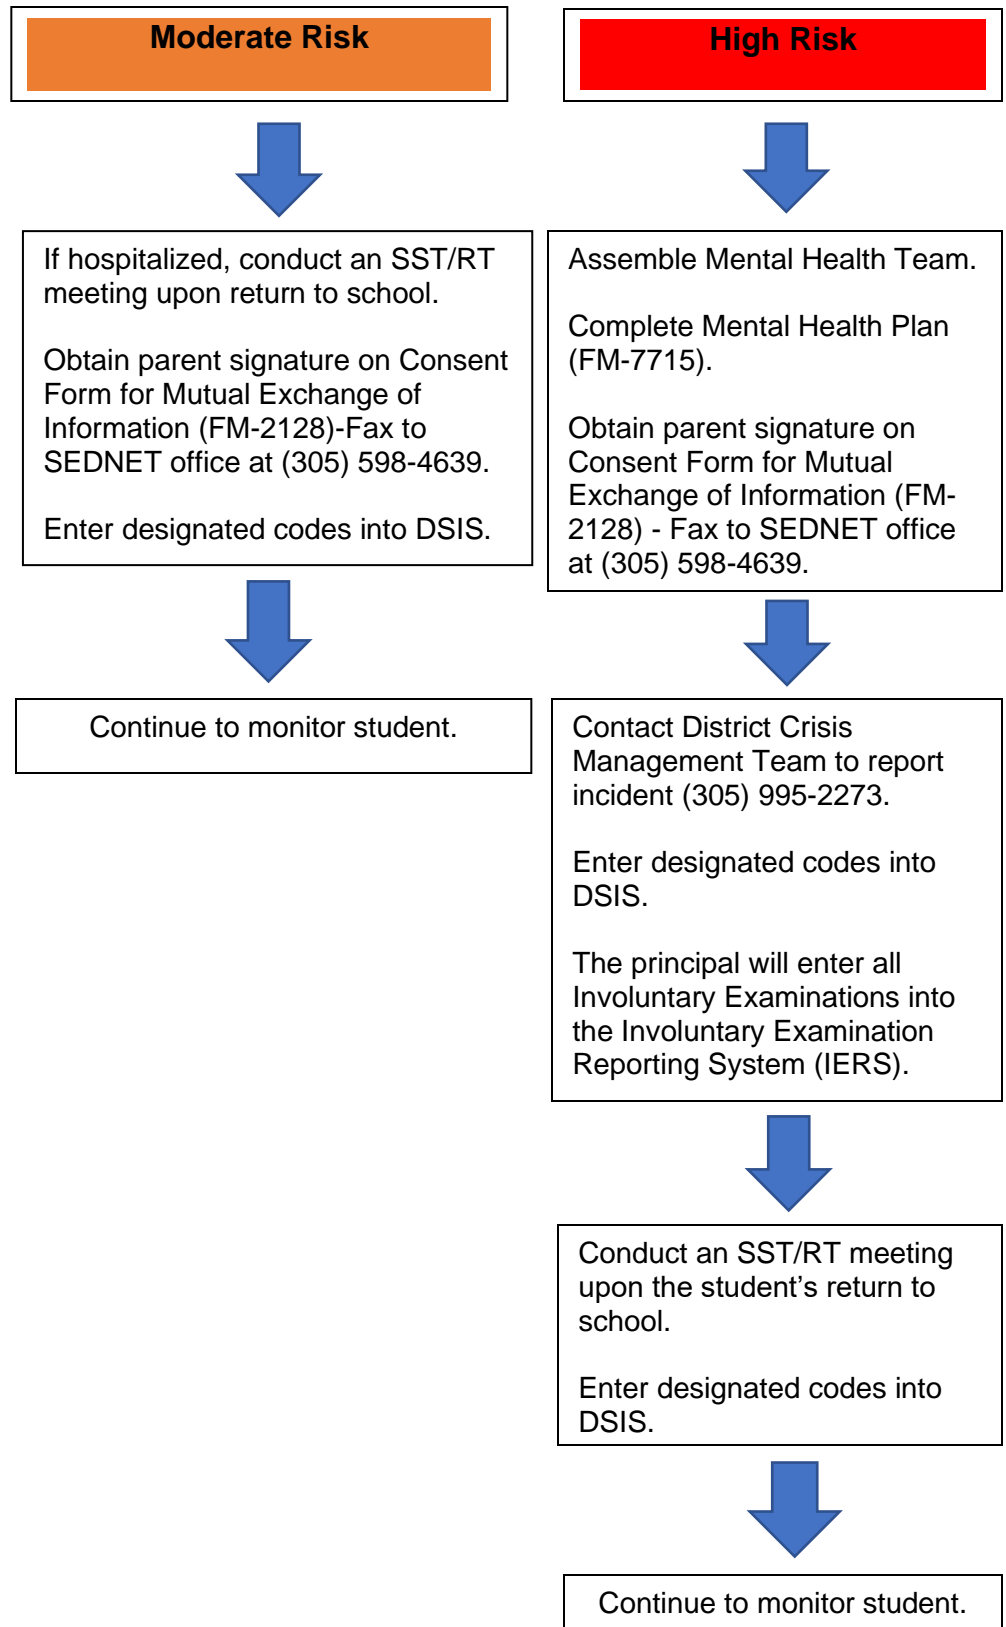 Moderate Risk
If hospitalized, conduct an SST/RT
meeting upon return to school.
Obtain parent signature on Consent
Form for Mutual Exchange of
Information (FM-2128)-Fax to
SEDNET office at (305) 598-4639.
Enter designated codes into DSIS.
Continue to monitor student.
High Risk
Assemble Mental Health Team.
Complete Mental Health Plan
(FM-7715).
Obtain parent signature on
Consent Form for Mutual
Exchange of Information (FM-
2128) - Fax to SEDNET office
at (305) 598-4639.
Contact District Crisis
Management Team to report
incident (305) 995-2273.
Enter designated codes into
DSIS.
The principal will enter all
Involuntary Examinations into
the Involuntary Examination
Reporting System (IERS).
Conduct an SST/RT meeting
upon the student’s return to
school.
Enter designated codes into
DSIS.
Continue to monitor student.